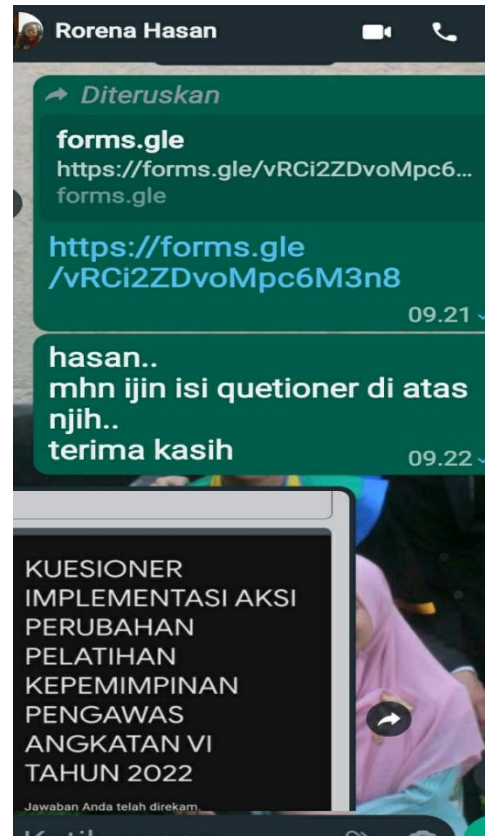 Rorena Hasan
Diteruskan
forms.gle
https://forms.gle/vRCi2ZDvoMpc6...
forms.gle
https://forms.gle
/vRCi2ZDvoMpc6M3n8
09.21
hasan..
mhn ijin isi quetioner di atas
njih..
terima kasih
09.22
KUESIONER
IMPLEMENTASI AKSI
PERUBAHAN
PELATIHAN
KEPEMIMPINAN
PENGAWAS
ANGKATAN VI
TAHUN 2022
Jawaban Anda telah direkam.